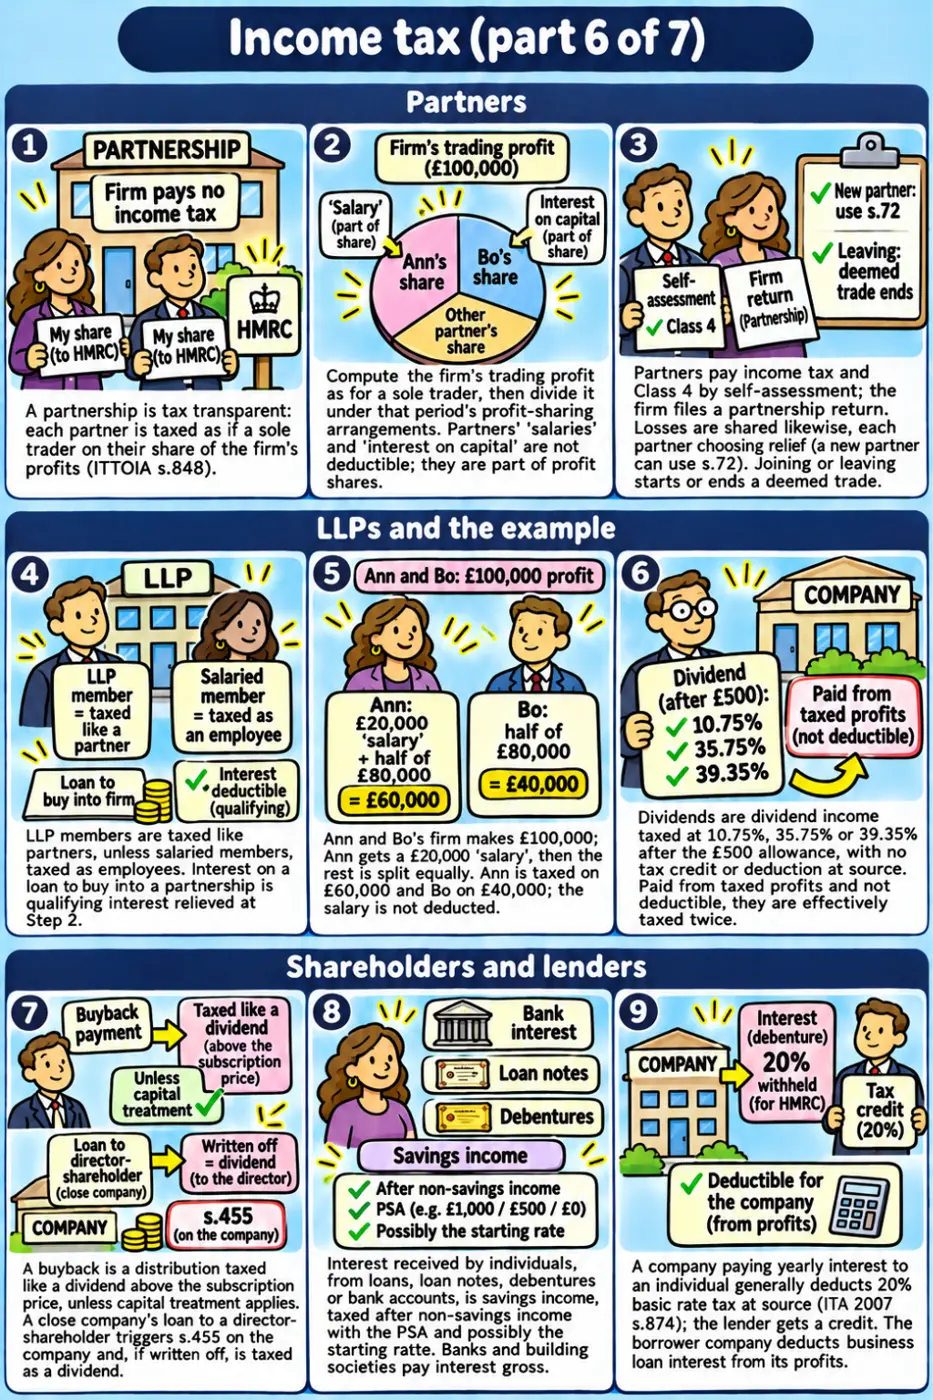 Income tax (part 6 of 7)
Partners
1
PARTNERSHIP
Firm pays no
income tax
My share
(to HMRC)
My share
(to HMRC)
HMRC
A partnership is tax transparent:
each partner is taxed as if a sole
trader on their share of the firm's
profits (ITTOIA s.848).
2
Firm's trading profit
(£100,000)
'Salary'
(part of
share)
Interest
on capital
(part of
share)
Ann's
share
Bo's
share
Other
partner's
share
Compute the firm's trading profit
as for a sole trader, then divide it
under that period's profit-sharing
arrangements. Partners' 'salaries'
and 'interest on capital' are not
deductible; they are part of profit
shares.
3
New partner:
use s.72
Leaving:
deemed
trade ends
Self-
assessment
Class 4
Firm
return
(Partnership)
Partners pay income tax and
Class 4 by self-assessment; the
firm files a partnership return.
Losses are shared likewise, each
partner choosing relief (a new partner
can use s.72). Joining or leaving
starts or ends a deemed trade.
LLPs and the example
4
LLP
LLP
member
= taxed
like a
partner
Salaried
member
= taxed as
an employee
Loan to
buy into firm
Interest
deductible
(qualifying)
LLP members are taxed like
partners, unless salaried members,
taxed as employees. Interest on a
loan to buy into a partnership is
qualifying interest relieved at
Step 2.
5
Ann and Bo: £100,000 profit
Ann:
£20,000
'salary'
+ half of
£80,000
= £60,000
Bo:
half of
£80,000
= £40,000
Ann and Bo's firm makes £100,000;
Ann gets a £20,000 'salary', then the
rest is split equally. Ann is taxed on
£60,000 and Bo on £40,000; the
salary is not deducted.
6
COMPANY
Dividend
(after £500):
10.75%
35.75%
39.35%
Paid from
taxed profits
(not deductible)
Dividends are dividend income
taxed at 10.75%, 35.75% or 39.35%
after the £500 allowance, with no
tax credit or deduction at source.
Paid from taxed profits and not
deductible, they are effectively
taxed twice.
Shareholders and lenders
7
Buyback
payment
Taxed like a
dividend
(above the
subscription
price)
Unless
capital
treatment
Loan to
director-
shareholder
(close company)
Written off
= dividend
(to the director)
COMPANY
s.455
(on the company)
A buyback is a distribution taxed
like a dividend above the subscription
price, unless capital treatment applies.
A close company's loan to a director-
shareholder triggers s.455 on the
company and, if written off, is taxed
as a dividend.
8
Bank
interest
Loan notes
Debentures
Savings income
After non-savings income
PSA (e.g. £1,000 / £500 / £0)
Possibly the starting rate
Interest received by individuals,
from loans, loan notes, debentures
or bank accounts, is savings income,
taxed after non-savings income
with the PSA and possibly the
starting ratte. Banks and building
societies pay interest gross.
9
COMPANY
Interest
(debenture)
20%
withheld
(for HMRC)
Tax
credit
(20%)
Deductible for
the company
(from profits)
A company paying yearly interest to
an individual generally deducts 20%
basic rate tax at source (ITA 2007
s.874); the lender gets a credit. The
borrower company deducts business
loan interest from its profits.